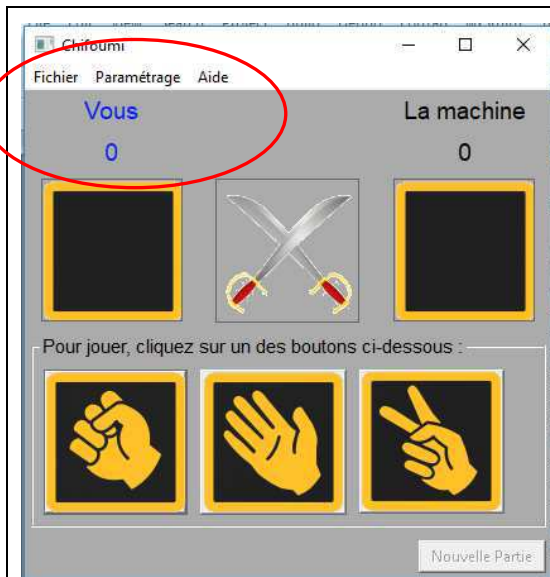 Chifoumi
Fichier Paramétrage Aide
Vous La machine
0 0
Pour jouer, cliquez sur un des boutons ci-dessous :
Nouvelle Partie